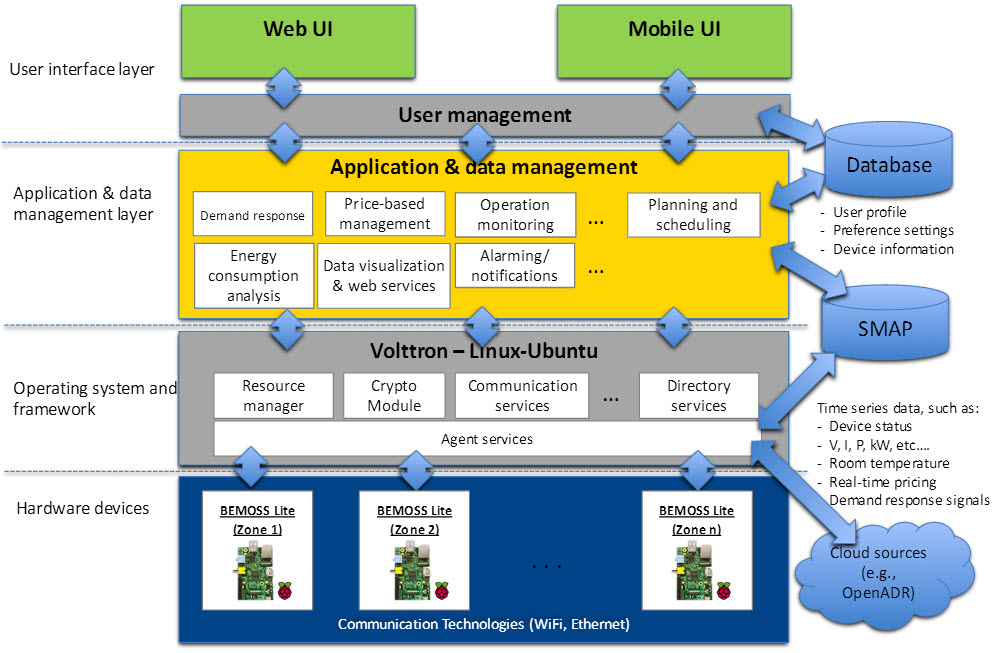 Web UI
Mobile UI
User interface layer
User management
Application & data management
Database
Application & data
management layer
Demand response
Price-based
management
Operation
monitoring
...
Planning and
scheduling
- User profile
- Preference settings
- Device information
Energy
consumption
analysis
Data visualization
& web services
Alarming/
notifications
...
SMAP
Volttron – Linux-Ubuntu
Operating system and
framework
Resource
manager
Crypto
Module
Communication
services
...
Directory
services
Agent services
Time series data, such as:
- Device status
- V, I, P, kW, etc....
- Room temperature
- Real-time pricing
Demand response signals
Hardware devices
BEMOSS Lite
(Zone 1)
BEMOSS Lite
(Zone 2)
. . .
BEMOSS Lite
(Zone n)
Cloud sources
(e.g.,
OpenADR)
Communication Technologies (WiFi, Ethernet)